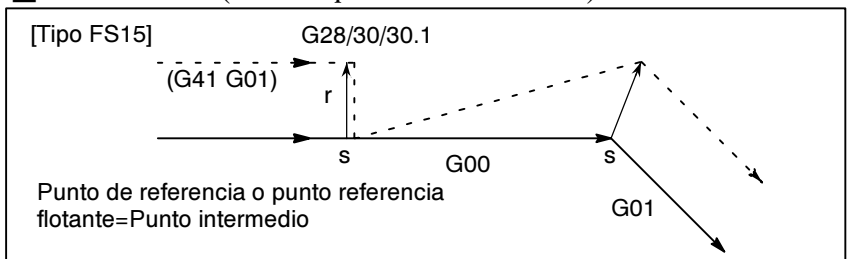 [Tipo FS15]
G28/30/30.1
(G41 G01)
r
s
G00
s
G01
Punto de referencia o punto referencia
flotante=Punto intermedio